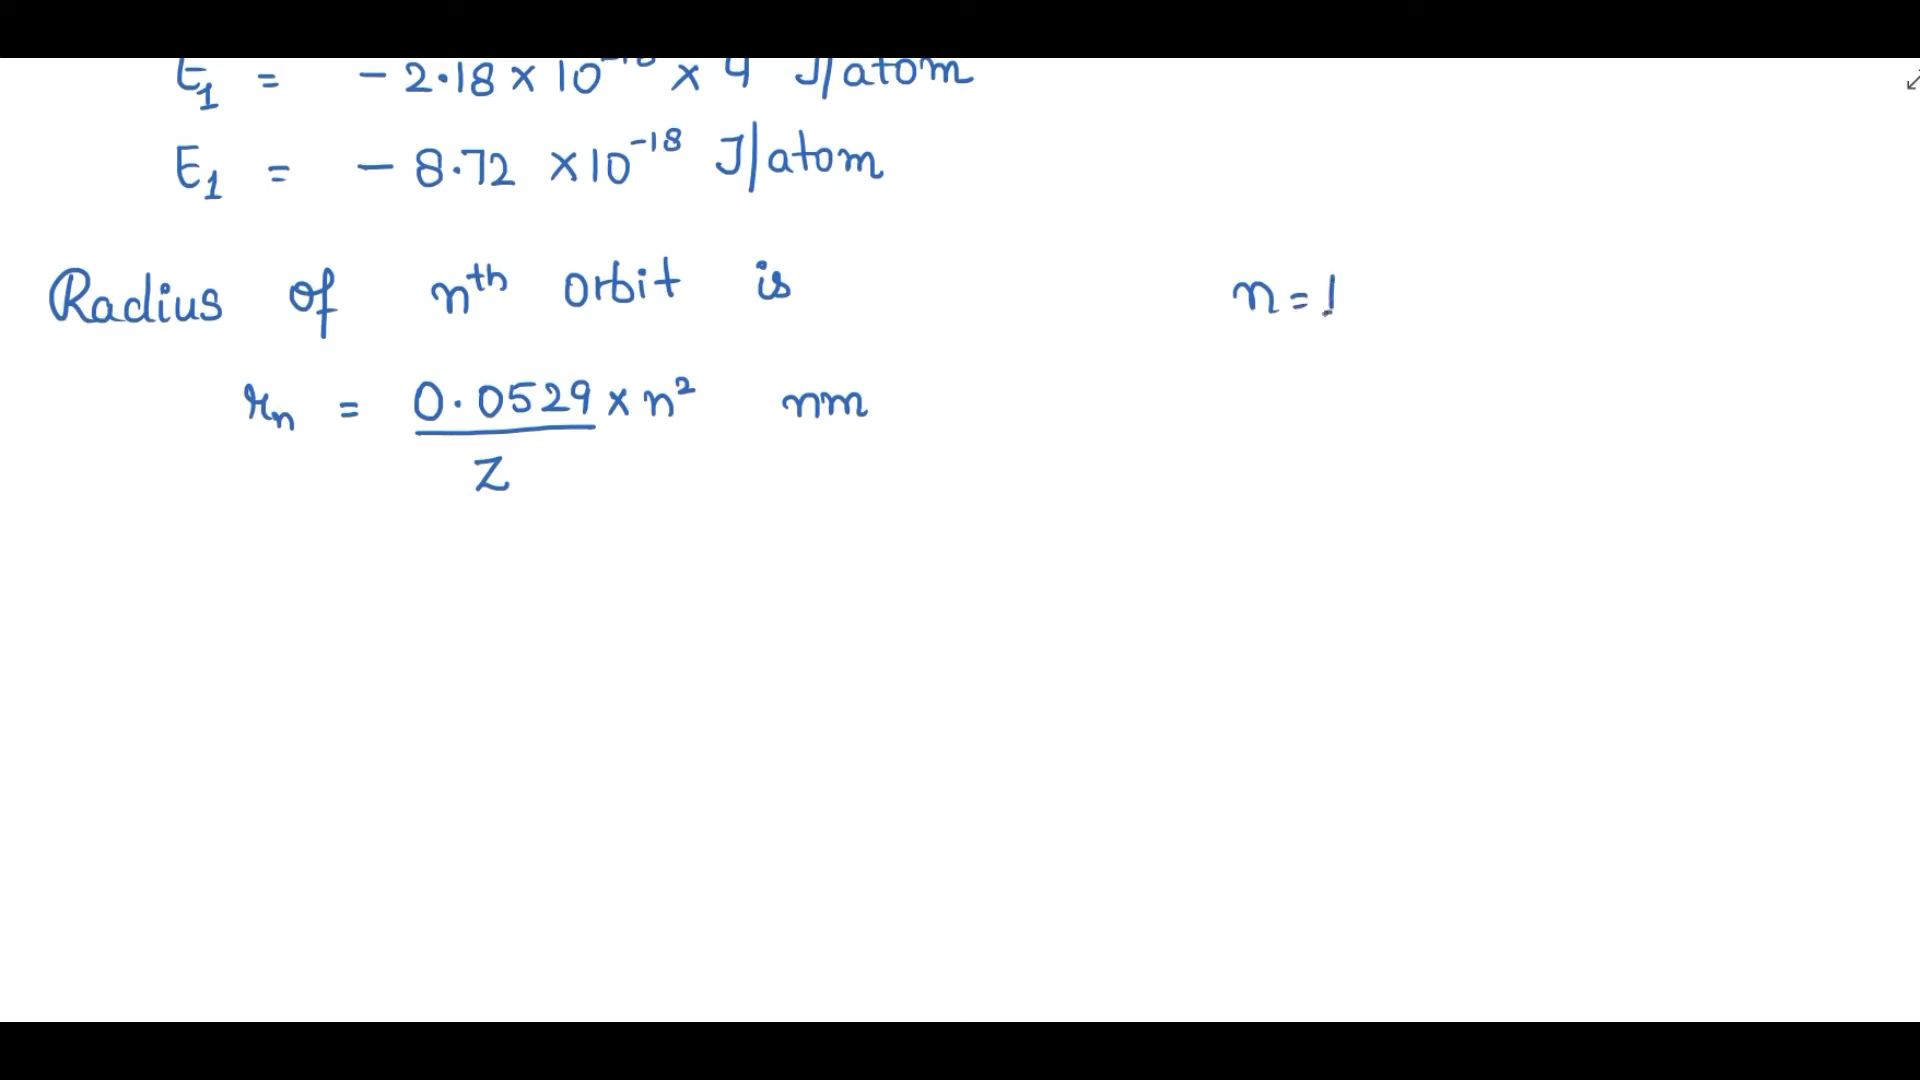 E₁ = − 2.18 × 10⁻¹⁸ × 4 J/atom
E₁ = − 8.72 × 10⁻¹⁸ J/atom
Radius of nᵗʰ orbit is n = 1
rₙ = 0.0529 × n² nm
Z